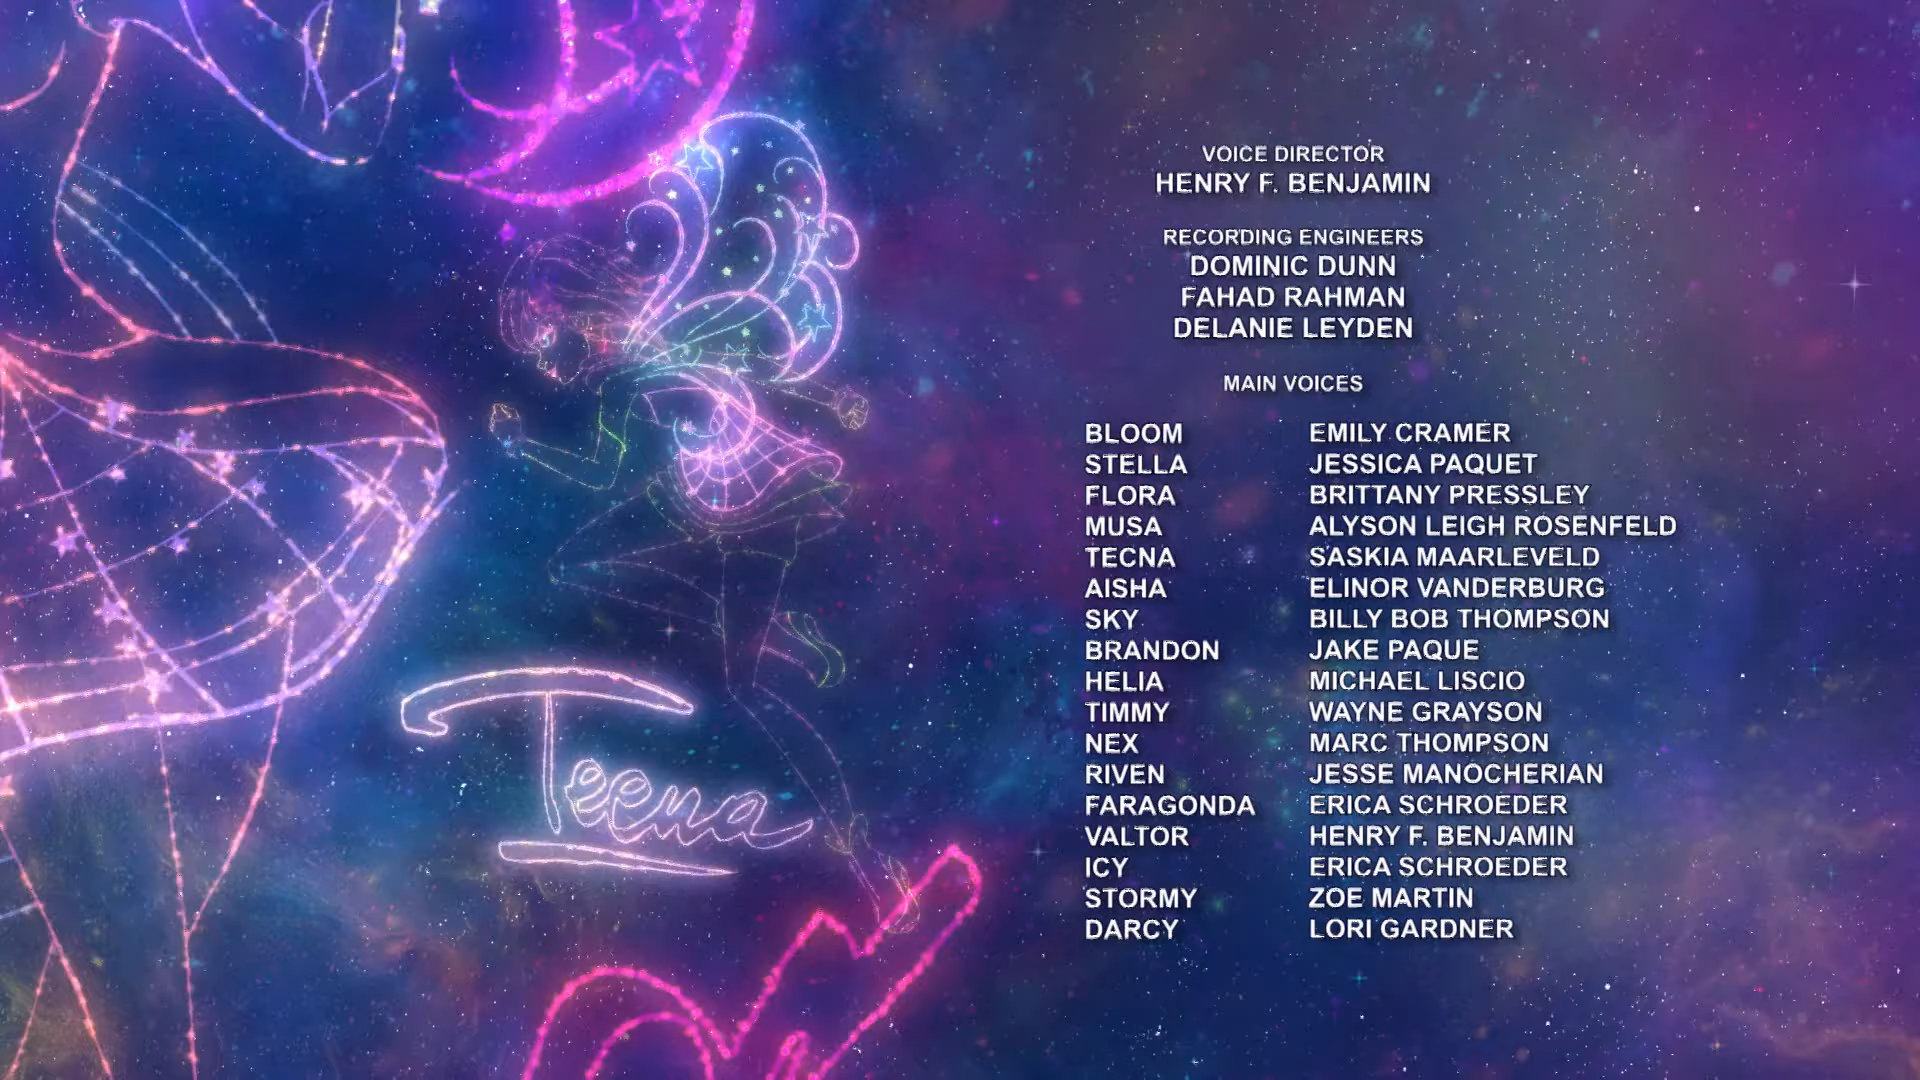 Teena
VOICE DIRECTOR
HENRY F. BENJAMIN
RECORDING ENGINEERS
DOMINIC DUNN
FAHAD RAHMAN
DELANIE LEYDEN
MAIN VOICES
BLOOM EMILY CRAMER
STELLA JESSICA PAQUET
FLORA BRITTANY PRESSLEY
MUSA ALYSON LEIGH ROSENFELD
TECNA SASKIA MAARLEVELD
AISHA ELINOR VANDERBURG
SKY BILLY BOB THOMPSON
BRANDON JAKE PAQUE
HELIA MICHAEL LISCIO
TIMMY WAYNE GRAYSON
NEX MARC THOMPSON
RIVEN JESSE MANOCHERIAN
FARAGONDA ERICA SCHROEDER
VALTOR HENRY F. BENJAMIN
ICY ERICA SCHROEDER
STORMY ZOE MARTIN
DARCY LORI GARDNER